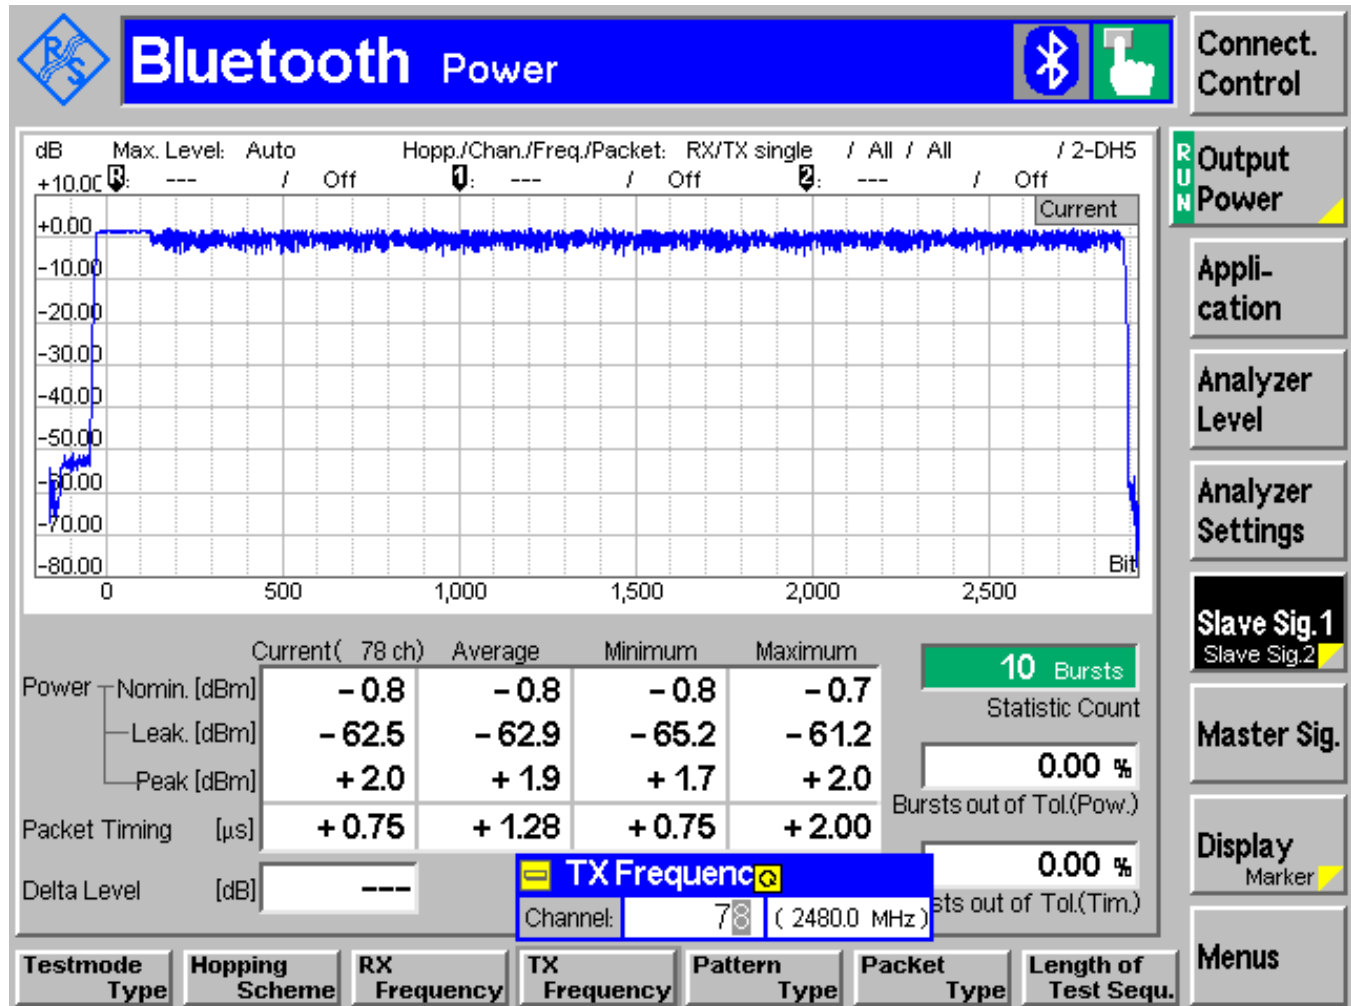 R S Bluetooth Power
Connect. Control
dB Max. Level: Auto Hopp./Chan./Freq./Packet: RX/TX single / All / All / 2-DH5
R: --- / Off 1: --- / Off 2: --- / Off
Current
+10.00
+0.00
-10.00
-20.00
-30.00
-40.00
-50.00
-60.00
-70.00
-80.00
Bit
0 500 1,000 1,500 2,000 2,500
RUN Output Power
Appli-cation
Analyzer Level
Analyzer Settings
Slave Sig.1
Slave Sig.2
Master Sig.
Display
Marker
Menus
Current( 78 ch) Average Minimum Maximum
Power Nomin. [dBm] -0.8 -0.8 -0.8 -0.7
Leak. [dBm] -62.5 -62.9 -65.2 -61.2
Peak [dBm] +2.0 +1.9 +1.7 +2.0
Packet Timing [µs] +0.75 +1.28 +0.75 +2.00
Delta Level [dB] ---
10 Bursts
Statistic Count
0.00 %
Bursts out of Tol.(Pow.)
0.00 %
sts out of Tol.(Tim.)
TX Frequenc
Channel: 78 ( 2480.0 MHz )
Testmode Type
Hopping Scheme
RX Frequency
TX Frequency
Pattern Type
Packet Type
Length of Test Sequ.